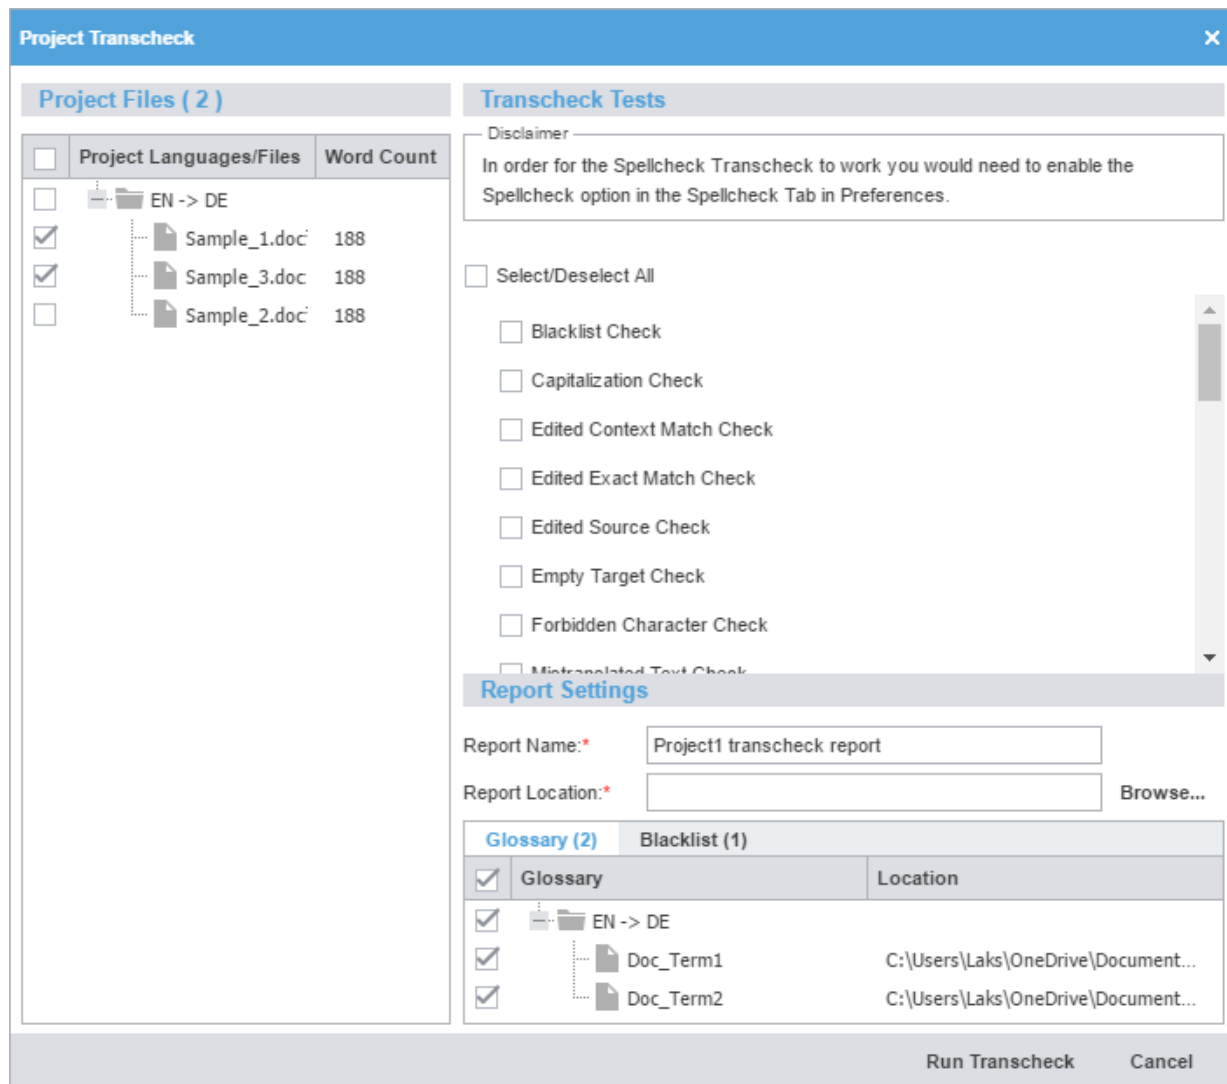 Project Transcheck
Project Files ( 2 )
Project Languages/Files Word Count
EN -> DE
Sample_1.doc 188
Sample_3.doc 188
Sample_2.doc 188
Transcheck Tests
Disclaimer
In order for the Spellcheck Transcheck to work you would need to enable the
Spellcheck option in the Spellcheck Tab in Preferences.
Select/Deselect All
Blacklist Check
Capitalization Check
Edited Context Match Check
Edited Exact Match Check
Edited Source Check
Empty Target Check
Forbidden Character Check
Mistranslated Text Check
Report Settings
Report Name:* Project1 transcheck report
Report Location:* Browse...
Glossary (2) Blacklist (1)
Glossary Location
EN -> DE
Doc_Term1 C:\Users\Laks\OneDrive\Document...
Doc_Term2 C:\Users\Laks\OneDrive\Document...
Run Transcheck Cancel